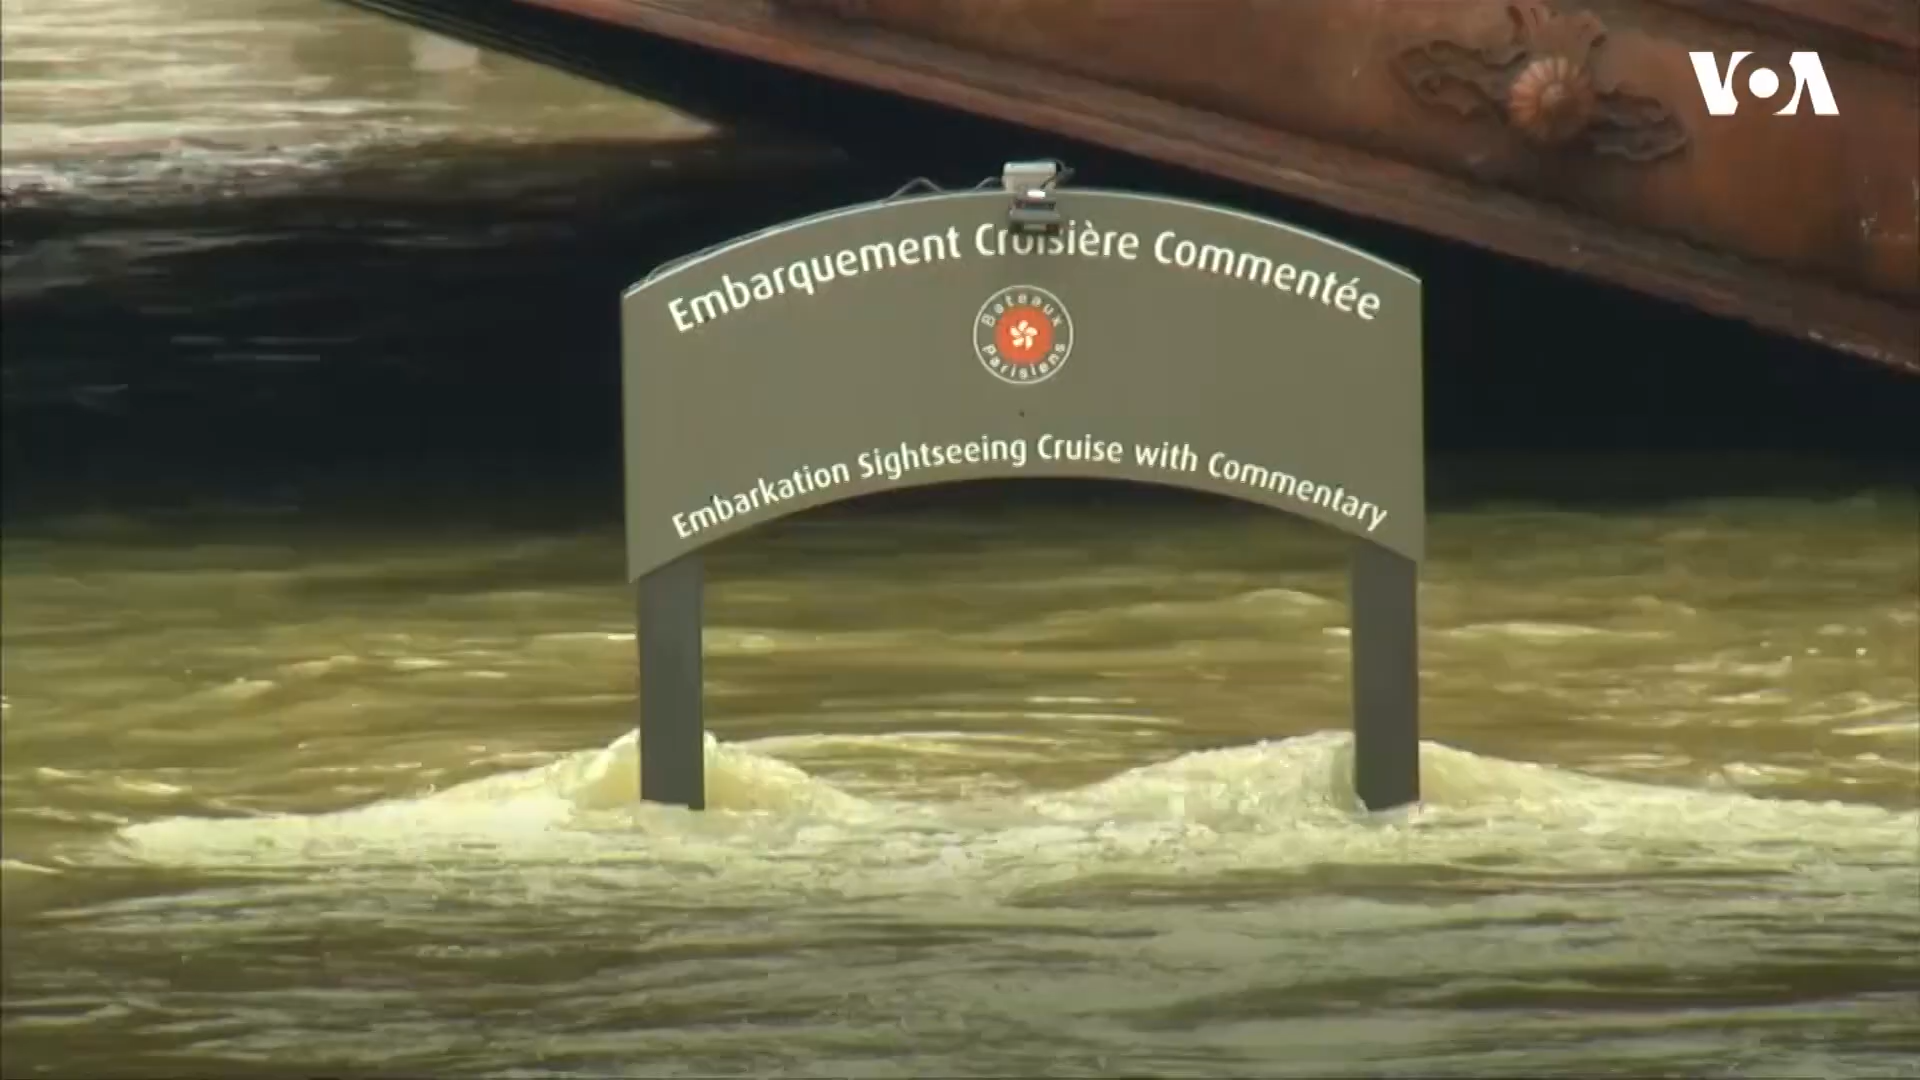 VOA
Embarquement Croisière Commentée
Bateaux
Parisiens
Embarkation Sightseeing Cruise with Commentary